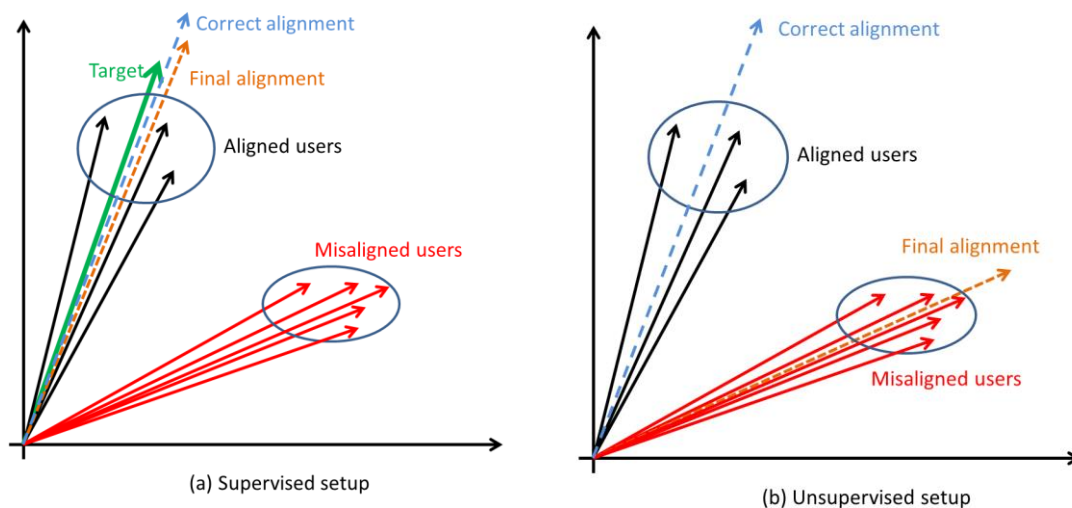 Correct alignment
Target
Final alignment
Aligned users
Misaligned users
(a) Supervised setup
Correct alignment
Aligned users
Final alignment
Misaligned users
(b) Unsupervised setup